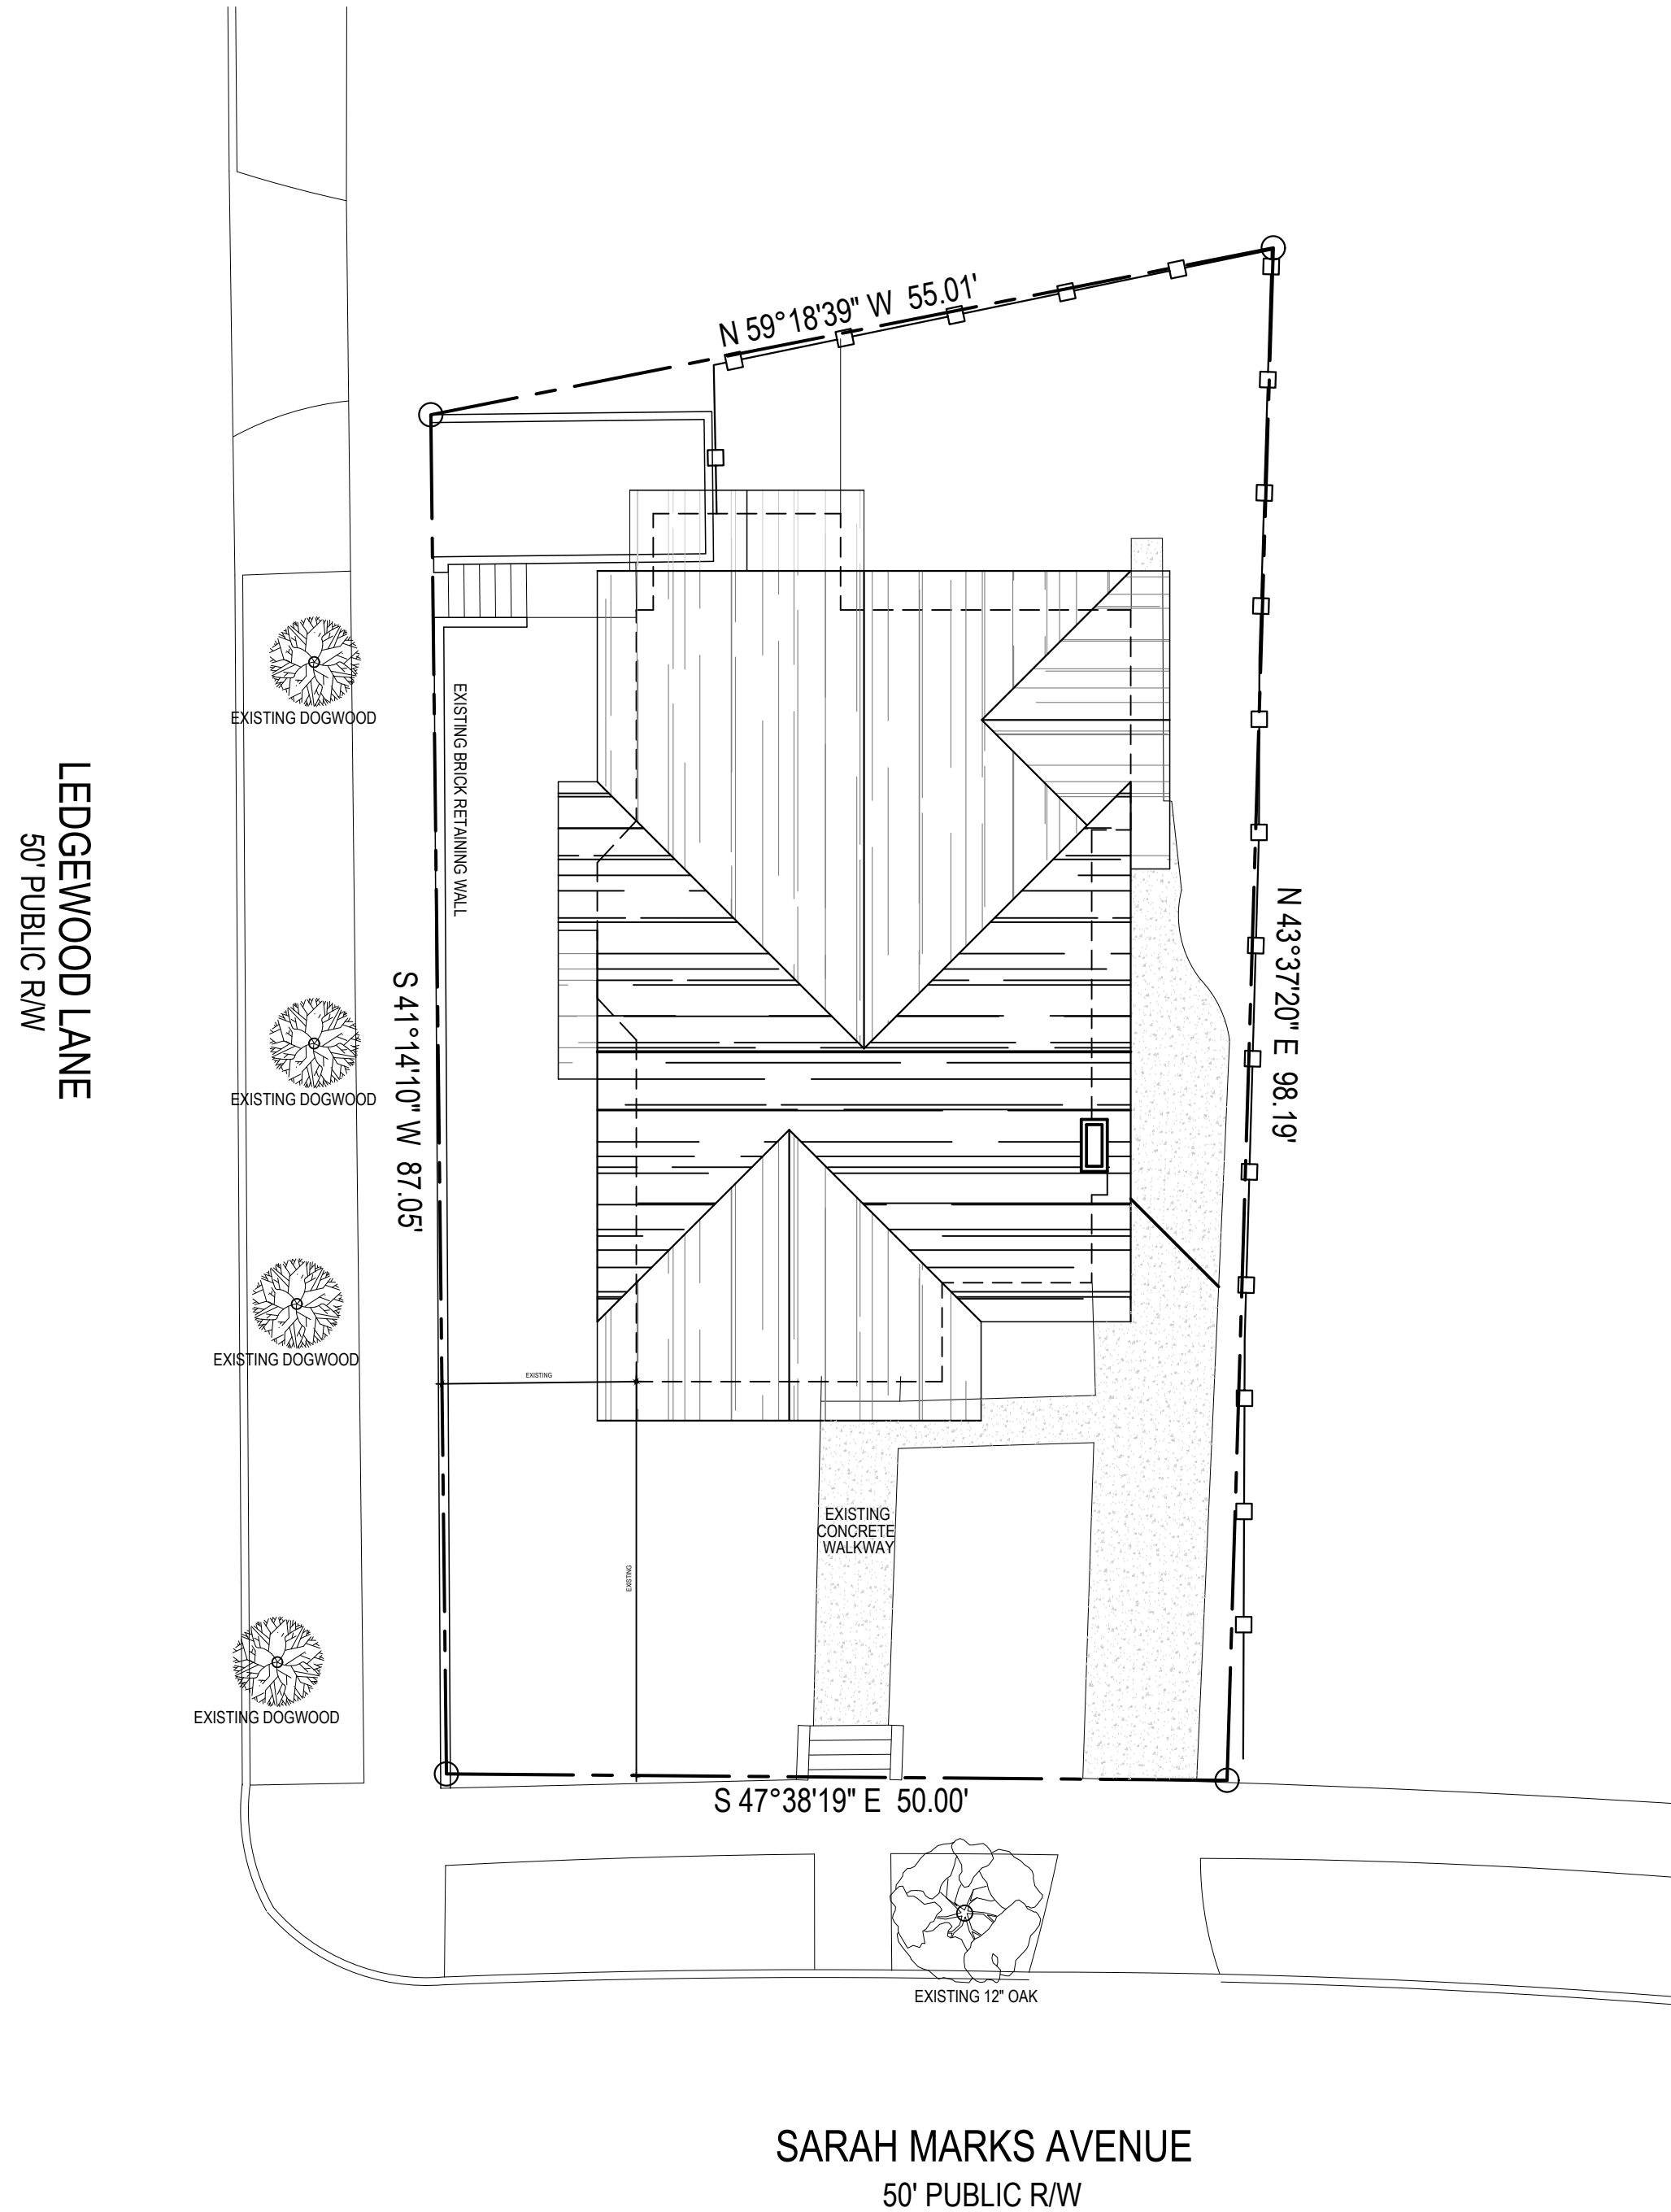 N 59°18'39" W 55.01'
EXISTING DOGWOOD
EXISTING BRICK RETAINING WALL
LEDGEWOOD LANE
50' PUBLIC R/W
S 41°14'10" W 87.05'
N 43°37'20" E 98.19'
EXISTING DOGWOOD
EXISTING DOGWOOD
EXISTING
EXISTING
CONCRETE
WALKWAY
EXISTING
EXISTING DOGWOOD
S 47°38'19" E 50.00'
EXISTING 12" OAK
SARAH MARKS AVENUE
50' PUBLIC R/W